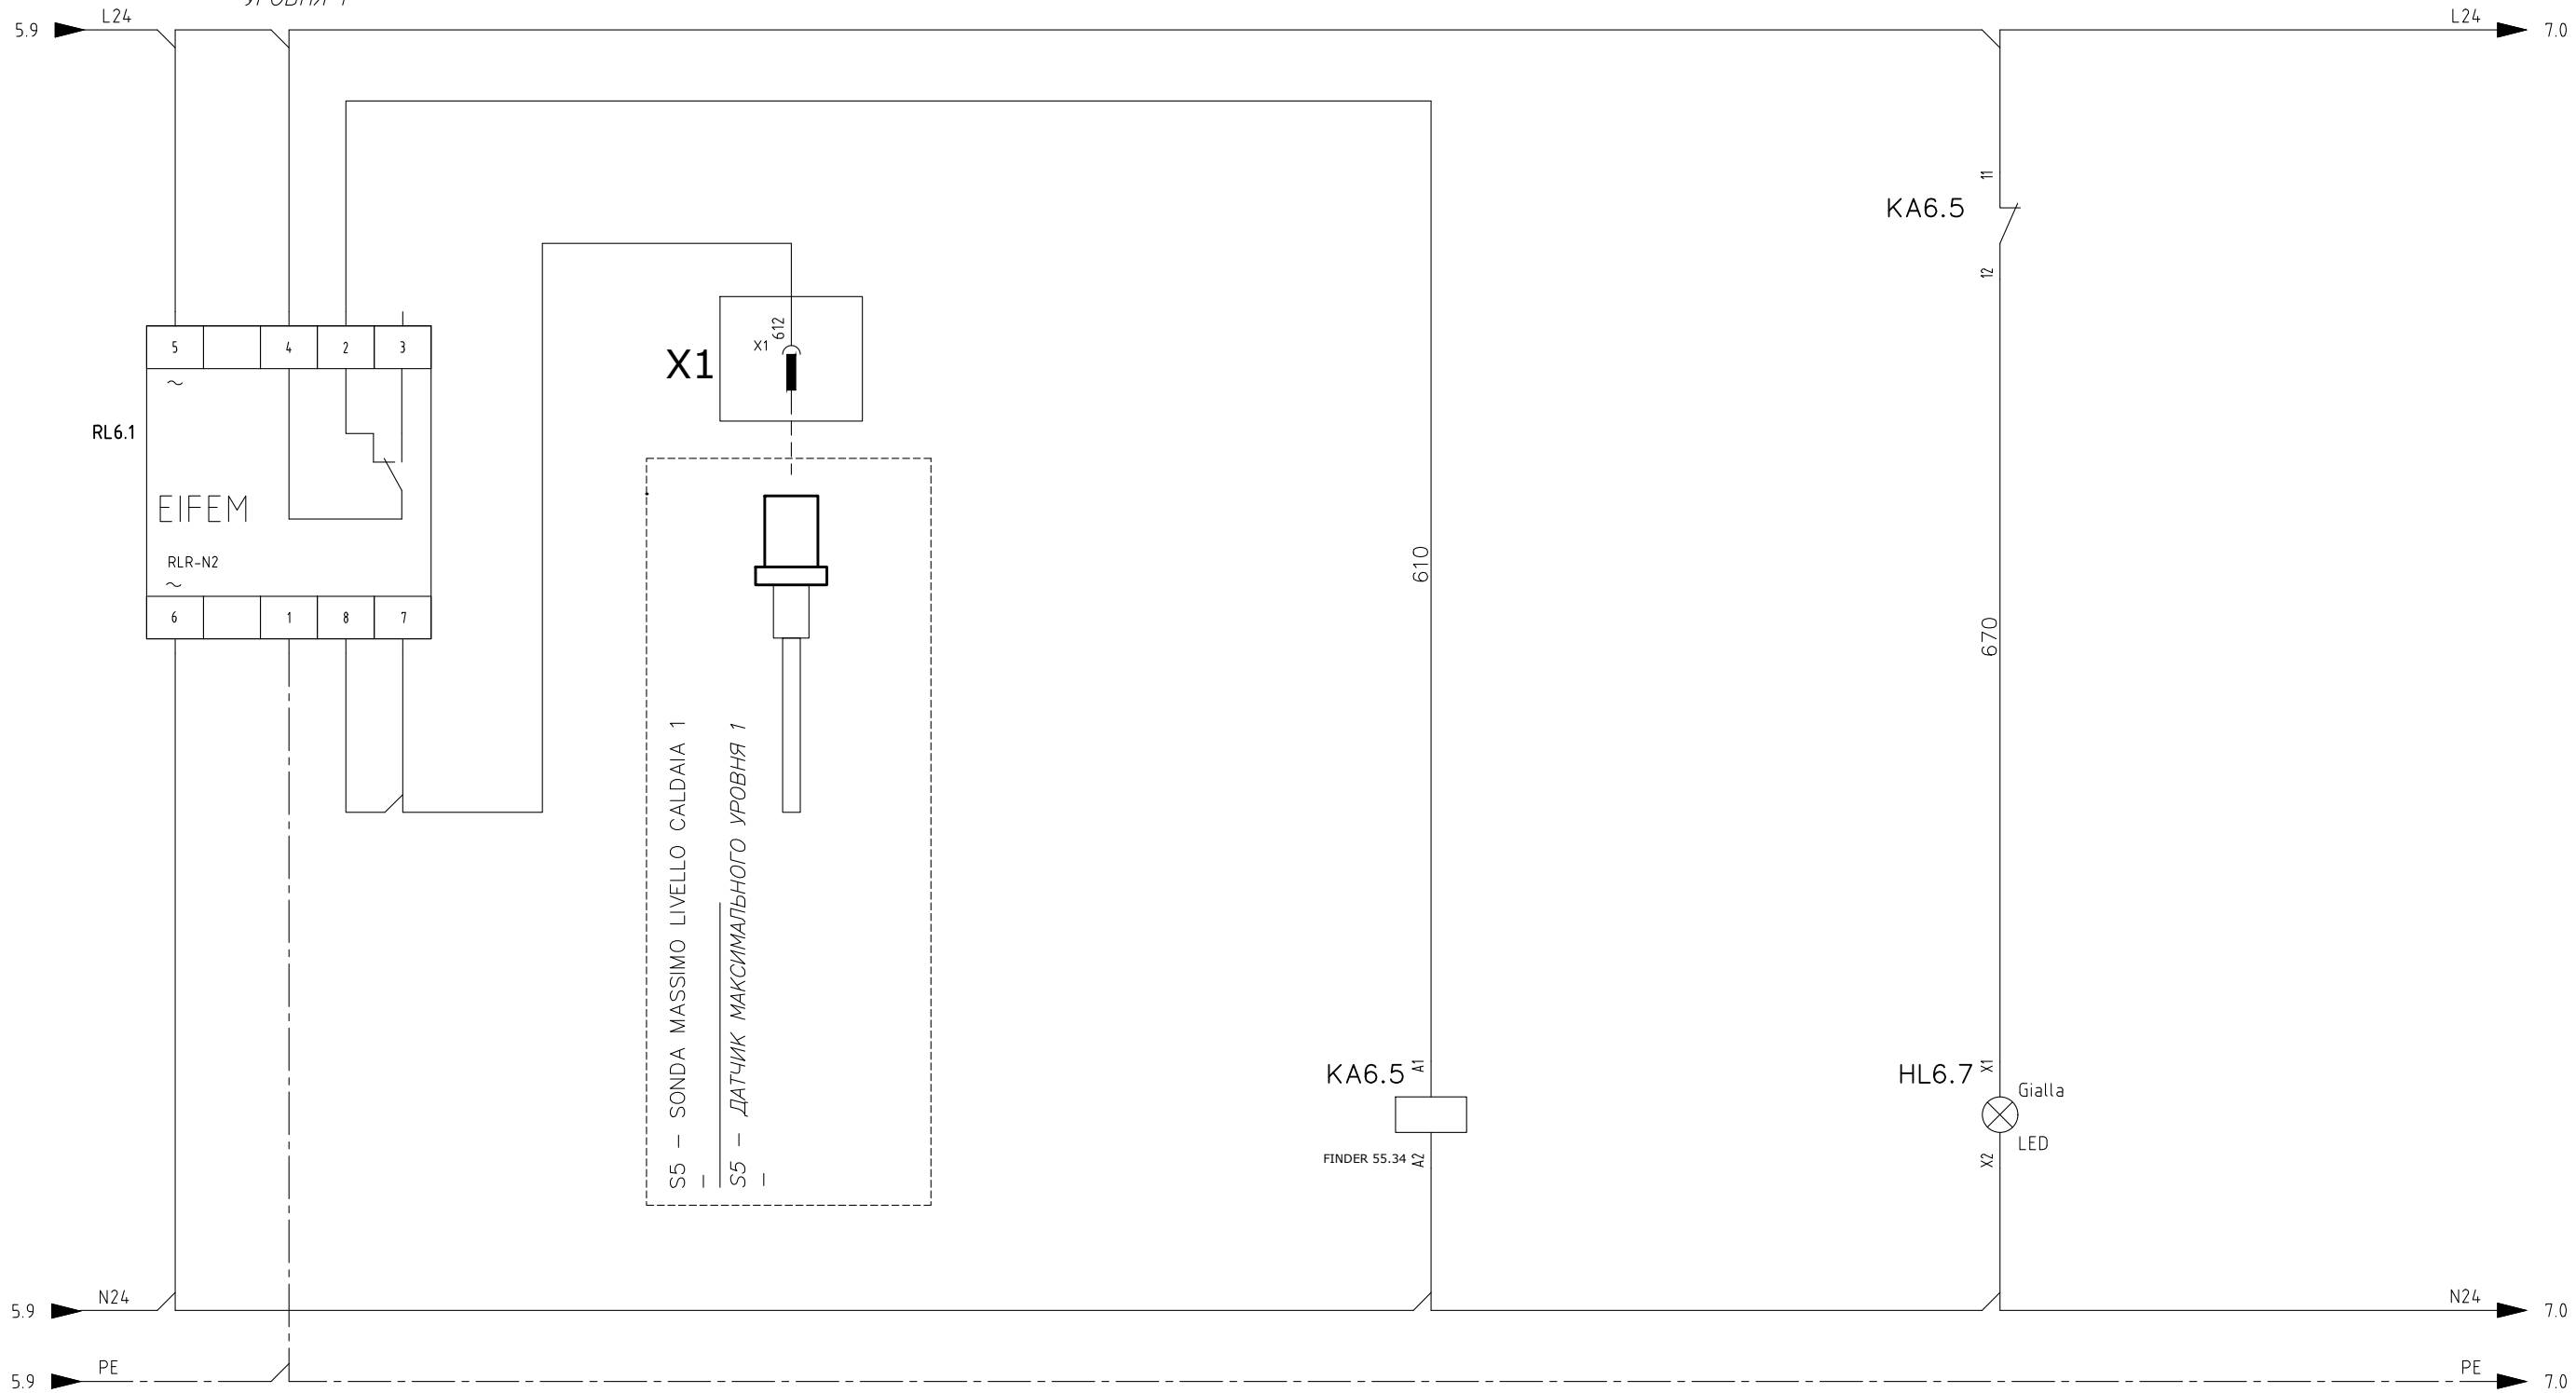 УРОВНЯ 1
L24
L24
5.9
7.0
11
KA6.5
12
612
X1
X1
5
4
2
3
~
RL6.1
EIFEM
RLR-N2
~
6
1
8
7
610
670
S5 - SONDA MASSIMO LIVELLO CALDAIA 1
S5 - ДАТЧИК МАКСИМАЛЬНОГО УРОВНЯ 1
KA6.5
A1
HL6.7
X1
Gialla
LED
FINDER 55.34
A2
X2
N24
N24
5.9
7.0
PE
PE
5.9
7.0